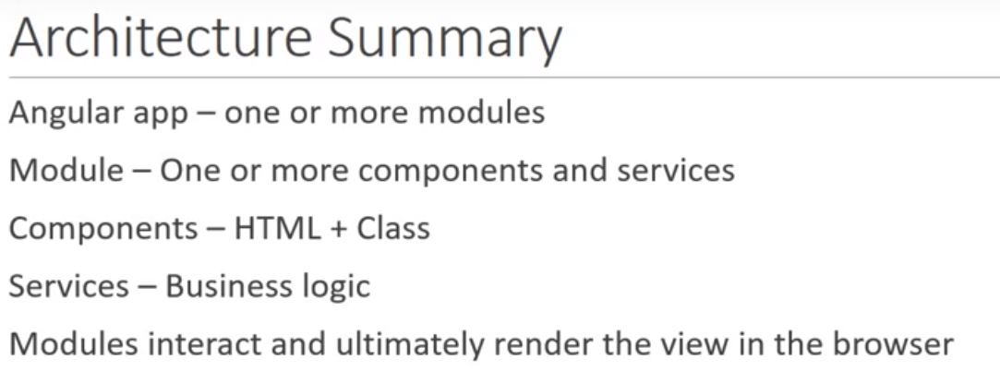 Architecture Summary
Angular app – one or more modules
Module – One or more components and services
Components – HTML + Class
Services – Business logic
Modules interact and ultimately render the view in the browser